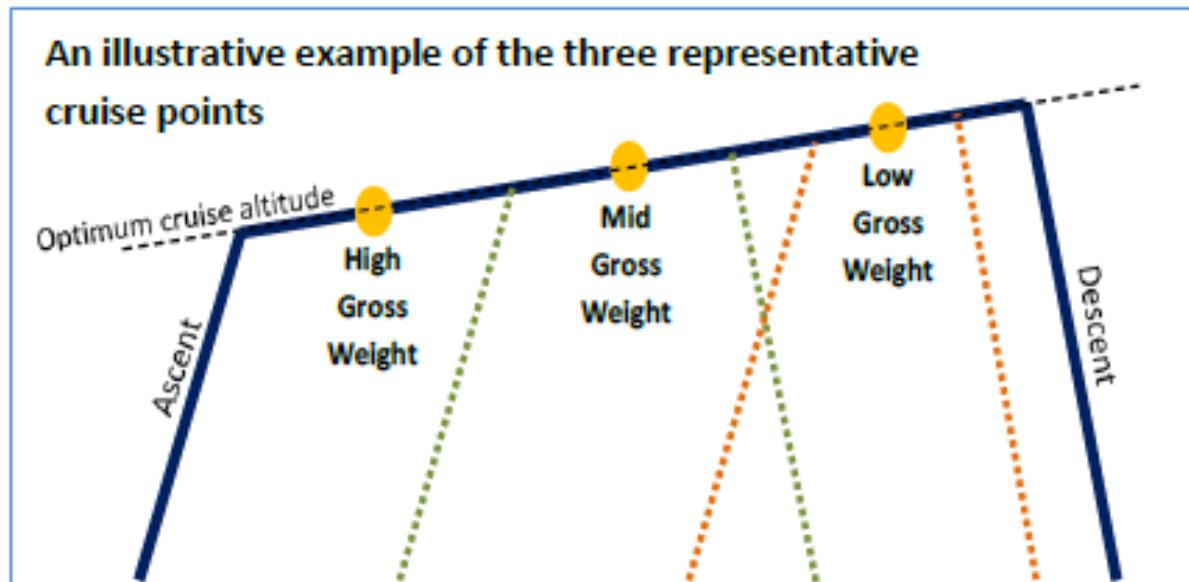 An illustrative example of the three representative
cruise points
Optimum cruise altitude
High
Gross
Weight
Mid
Gross
Weight
Low
Gross
Weight
Ascent
Descent